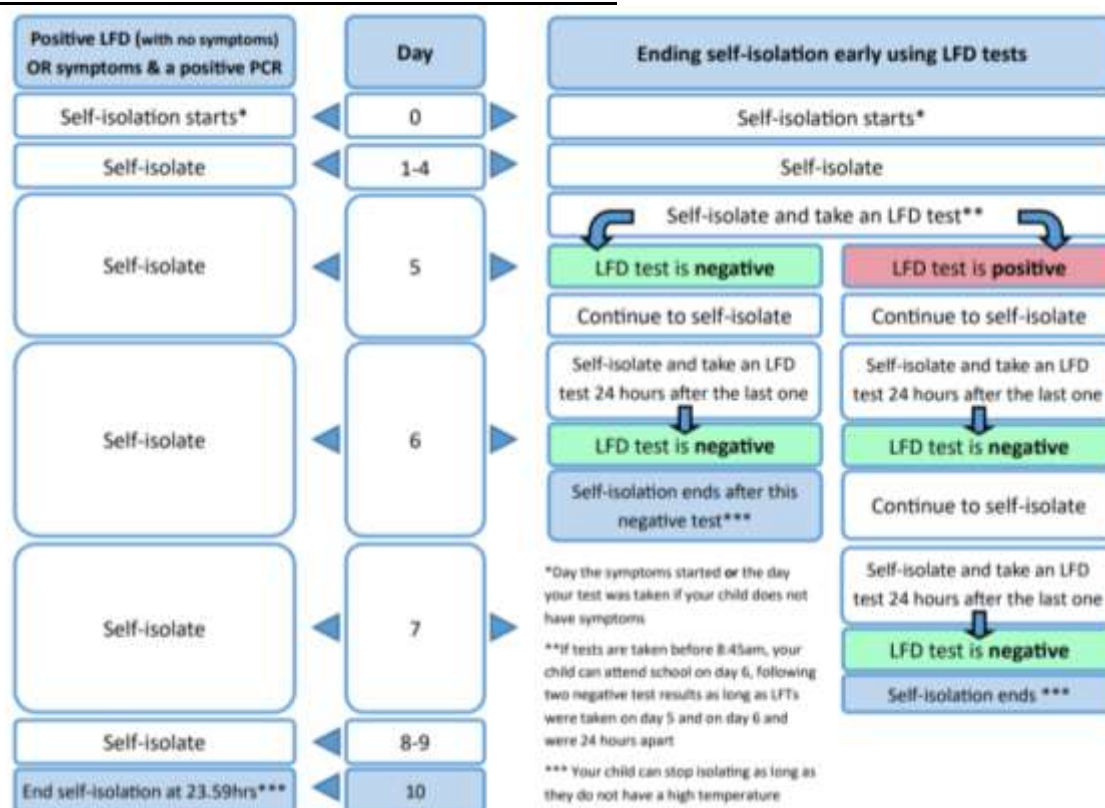 Positive LFD (with no symptoms)
OR symptoms & a positive PCR
Day
Ending self-isolation early using LFD tests
Self-isolation starts*
0
Self-isolation starts*
Self-isolate
1-4
Self-isolate
Self-isolate
5
Self-isolate and take an LFD test**
LFD test is negative
LFD test is positive
Continue to self-isolate
Continue to self-isolate
Self-isolate
6
Self-isolate and take an LFD
test 24 hours after the last one
Self-isolate and take an LFD
test 24 hours after the last one
LFD test is negative
LFD test is negative
Self-isolation ends after this
negative test***
Continue to self-isolate
Self-isolate
7
Self-isolate and take an LFD
test 24 hours after the last one
LFD test is negative
Self-isolation ends ***
*Day the symptoms started or the day
your test was taken if your child does not
have symptoms
**If tests are taken before 8:45am, your
child can attend school on day 6, following
two negative test results as long as LFTs
were taken on day 5 and on day 6 and
were 24 hours apart
*** Your child can stop isolating as long as
they do not have a high temperature
Self-isolate
8-9
End self-isolation at 23.59hrs***
10